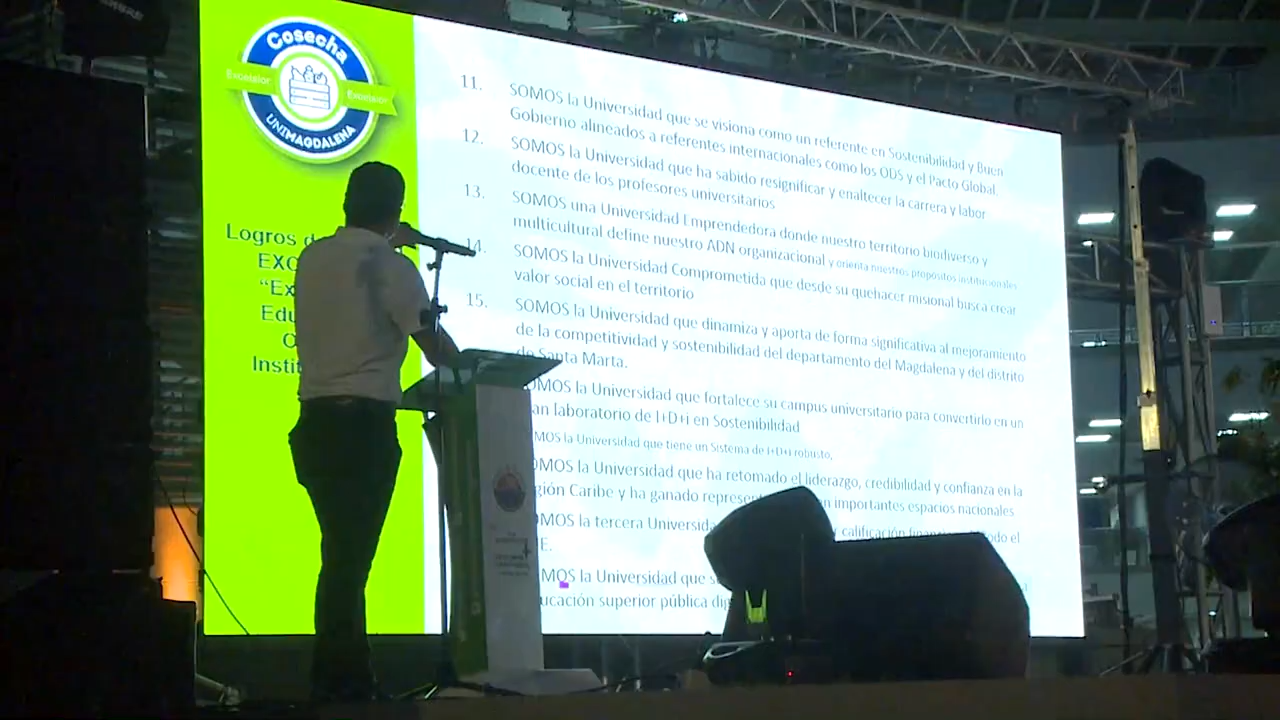 Cosecha
Excelsior
Excelsior
UNIMAGDALENA
Logros
EXC
"Ex
Edu
Instit
11. SOMOS la Universidad que se visiona como un referente en Sostenibilidad y Buen
Gobierno alineados a referentes internacionales como los ODS y el Pacto Global.
12. SOMOS la Universidad que ha sabido resignificar y enaltecer la carrera y labor
docente de los profesores universitarios
13. SOMOS una Universidad Emprendedora donde nuestro territorio biodiverso y
multicultural define nuestro ADN organizacional y orienta nuestros propósitos institucionales
14. SOMOS la Universidad Comprometida que desde su quehacer misional busca crear
valor social en el territorio
15. SOMOS la Universidad que dinamiza y aporta de forma significativa al mejoramiento
de la competitividad y sostenibilidad del departamento del Magdalena y del distrito
de Santa Marta.
OMOS la Universidad que fortalece su campus universitario para convertirlo en un
an laboratorio de I+D+i en Sostenibilidad
OMOS la Universidad que tiene un Sistema de I+D+i robusto,
OMOS la Universidad que ha retomado el liderazgo, credibilidad y confianza en la
gión Caribe y ha ganado represen en importantes espacios nacionales
OMOS la tercera Universida y calificación odo el
E.
MOS la Universidad que s
ucación superior pública